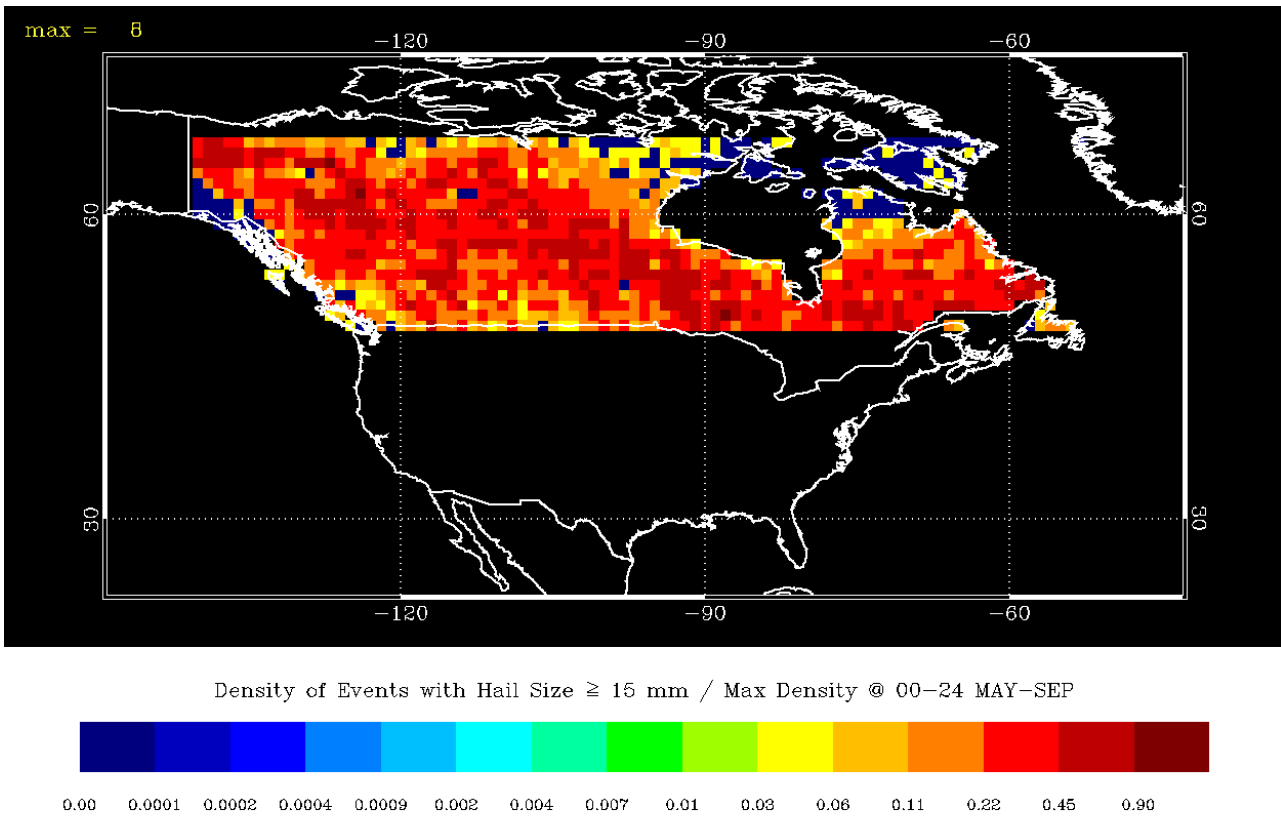 max = 8
-120 -90 -60
60 60
30 30
-120 -90 -60
Density of Events with Hail Size ≧ 15 mm / Max Density @ 00-24 MAY-SEP
0.00 0.0001 0.0002 0.0004 0.0009 0.002 0.004 0.007 0.01 0.03 0.06 0.11 0.22 0.45 0.90